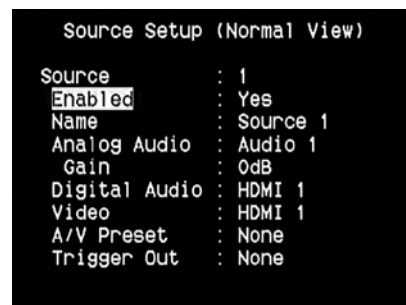 Source Setup (Normal View)
Source : 1
Enabled : Yes
Name : Source 1
Analog Audio : Audio 1
Gain : 0dB
Digital Audio : HDMI 1
Video : HDMI 1
A/V Preset : None
Trigger Out : None